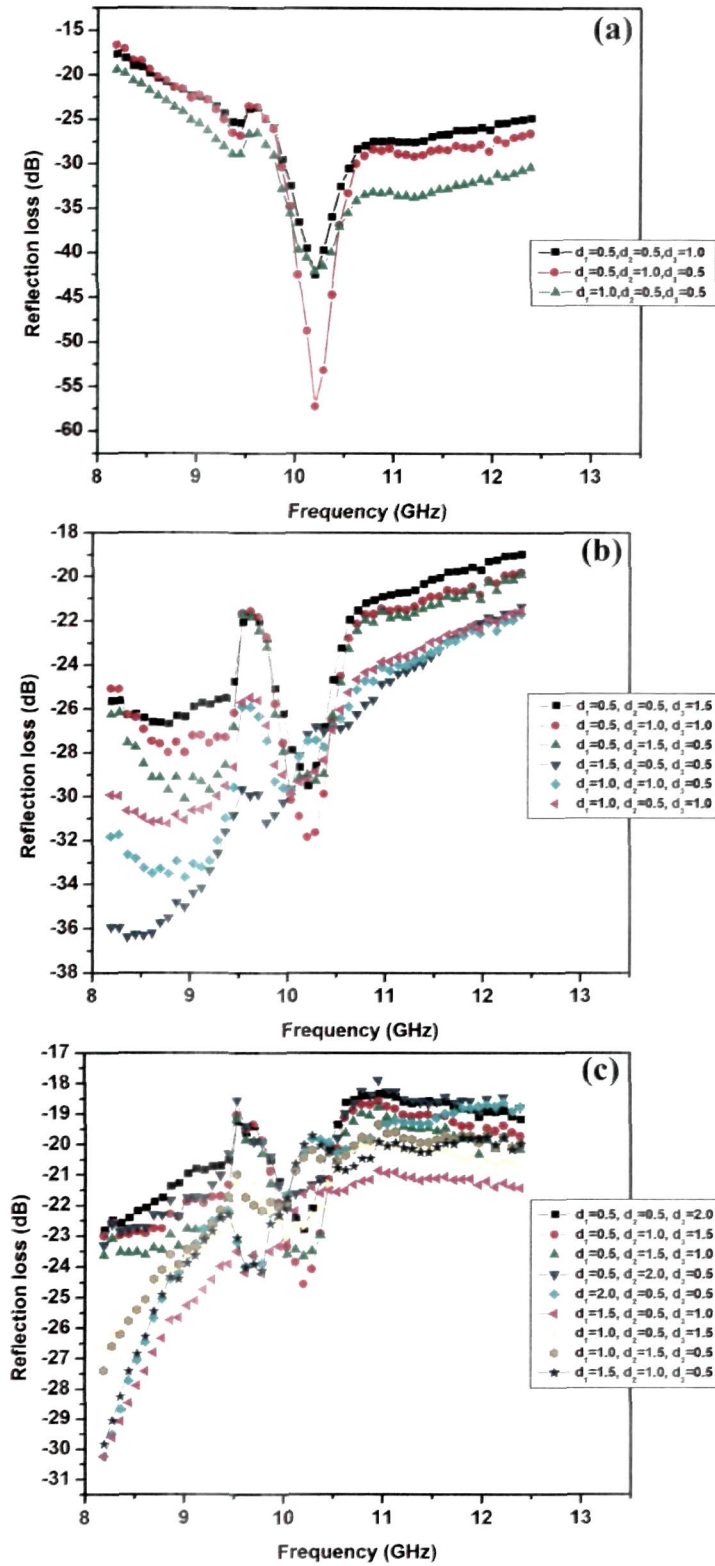 (a)
-15
-20
-25
-30
-35
-40
-45
-50
-55
-60
Reflection loss (dB)
d₁=0.5,d₂=0.5,d₃=1.0
d₁=0.5,d₂=1.0,d₃=0.5
d₁=1.0,d₂=0.5,d₃=0.5
8 9 10 11 12 13
Frequency (GHz)
(b)
-18
-20
-22
-24
-26
-28
-30
-32
-34
-36
-38
Reflection loss (dB)
d₁=0.5, d₂=0.5, d₃=1.5
d₁=0.5, d₂=1.0, d₃=1.0
d₁=0.5, d₂=1.5, d₃=0.5
d₁=1.5, d₂=0.5, d₃=0.5
d₁=1.0, d₂=1.0, d₃=0.5
d₁=1.0, d₂=0.5, d₃=1.0
8 9 10 11 12 13
Frequency (GHz)
(c)
-17
-18
-19
-20
-21
-22
-23
-24
-25
-26
-27
-28
-29
-30
-31
Reflection loss (dB)
d₁=0.5, d₂=0.5, d₃=2.0
d₁=0.5, d₂=1.0, d₃=1.5
d₁=0.5, d₂=1.5, d₃=1.0
d₁=0.5, d₂=2.0, d₃=0.5
d₁=2.0, d₂=0.5, d₃=0.5
d₁=1.5, d₂=0.5, d₃=1.0
d₁=1.0, d₂=0.5, d₃=1.5
d₁=1.0, d₂=1.5, d₃=0.5
d₁=1.5, d₂=1.0, d₃=0.5
8 9 10 11 12 13
Frequency (GHz)